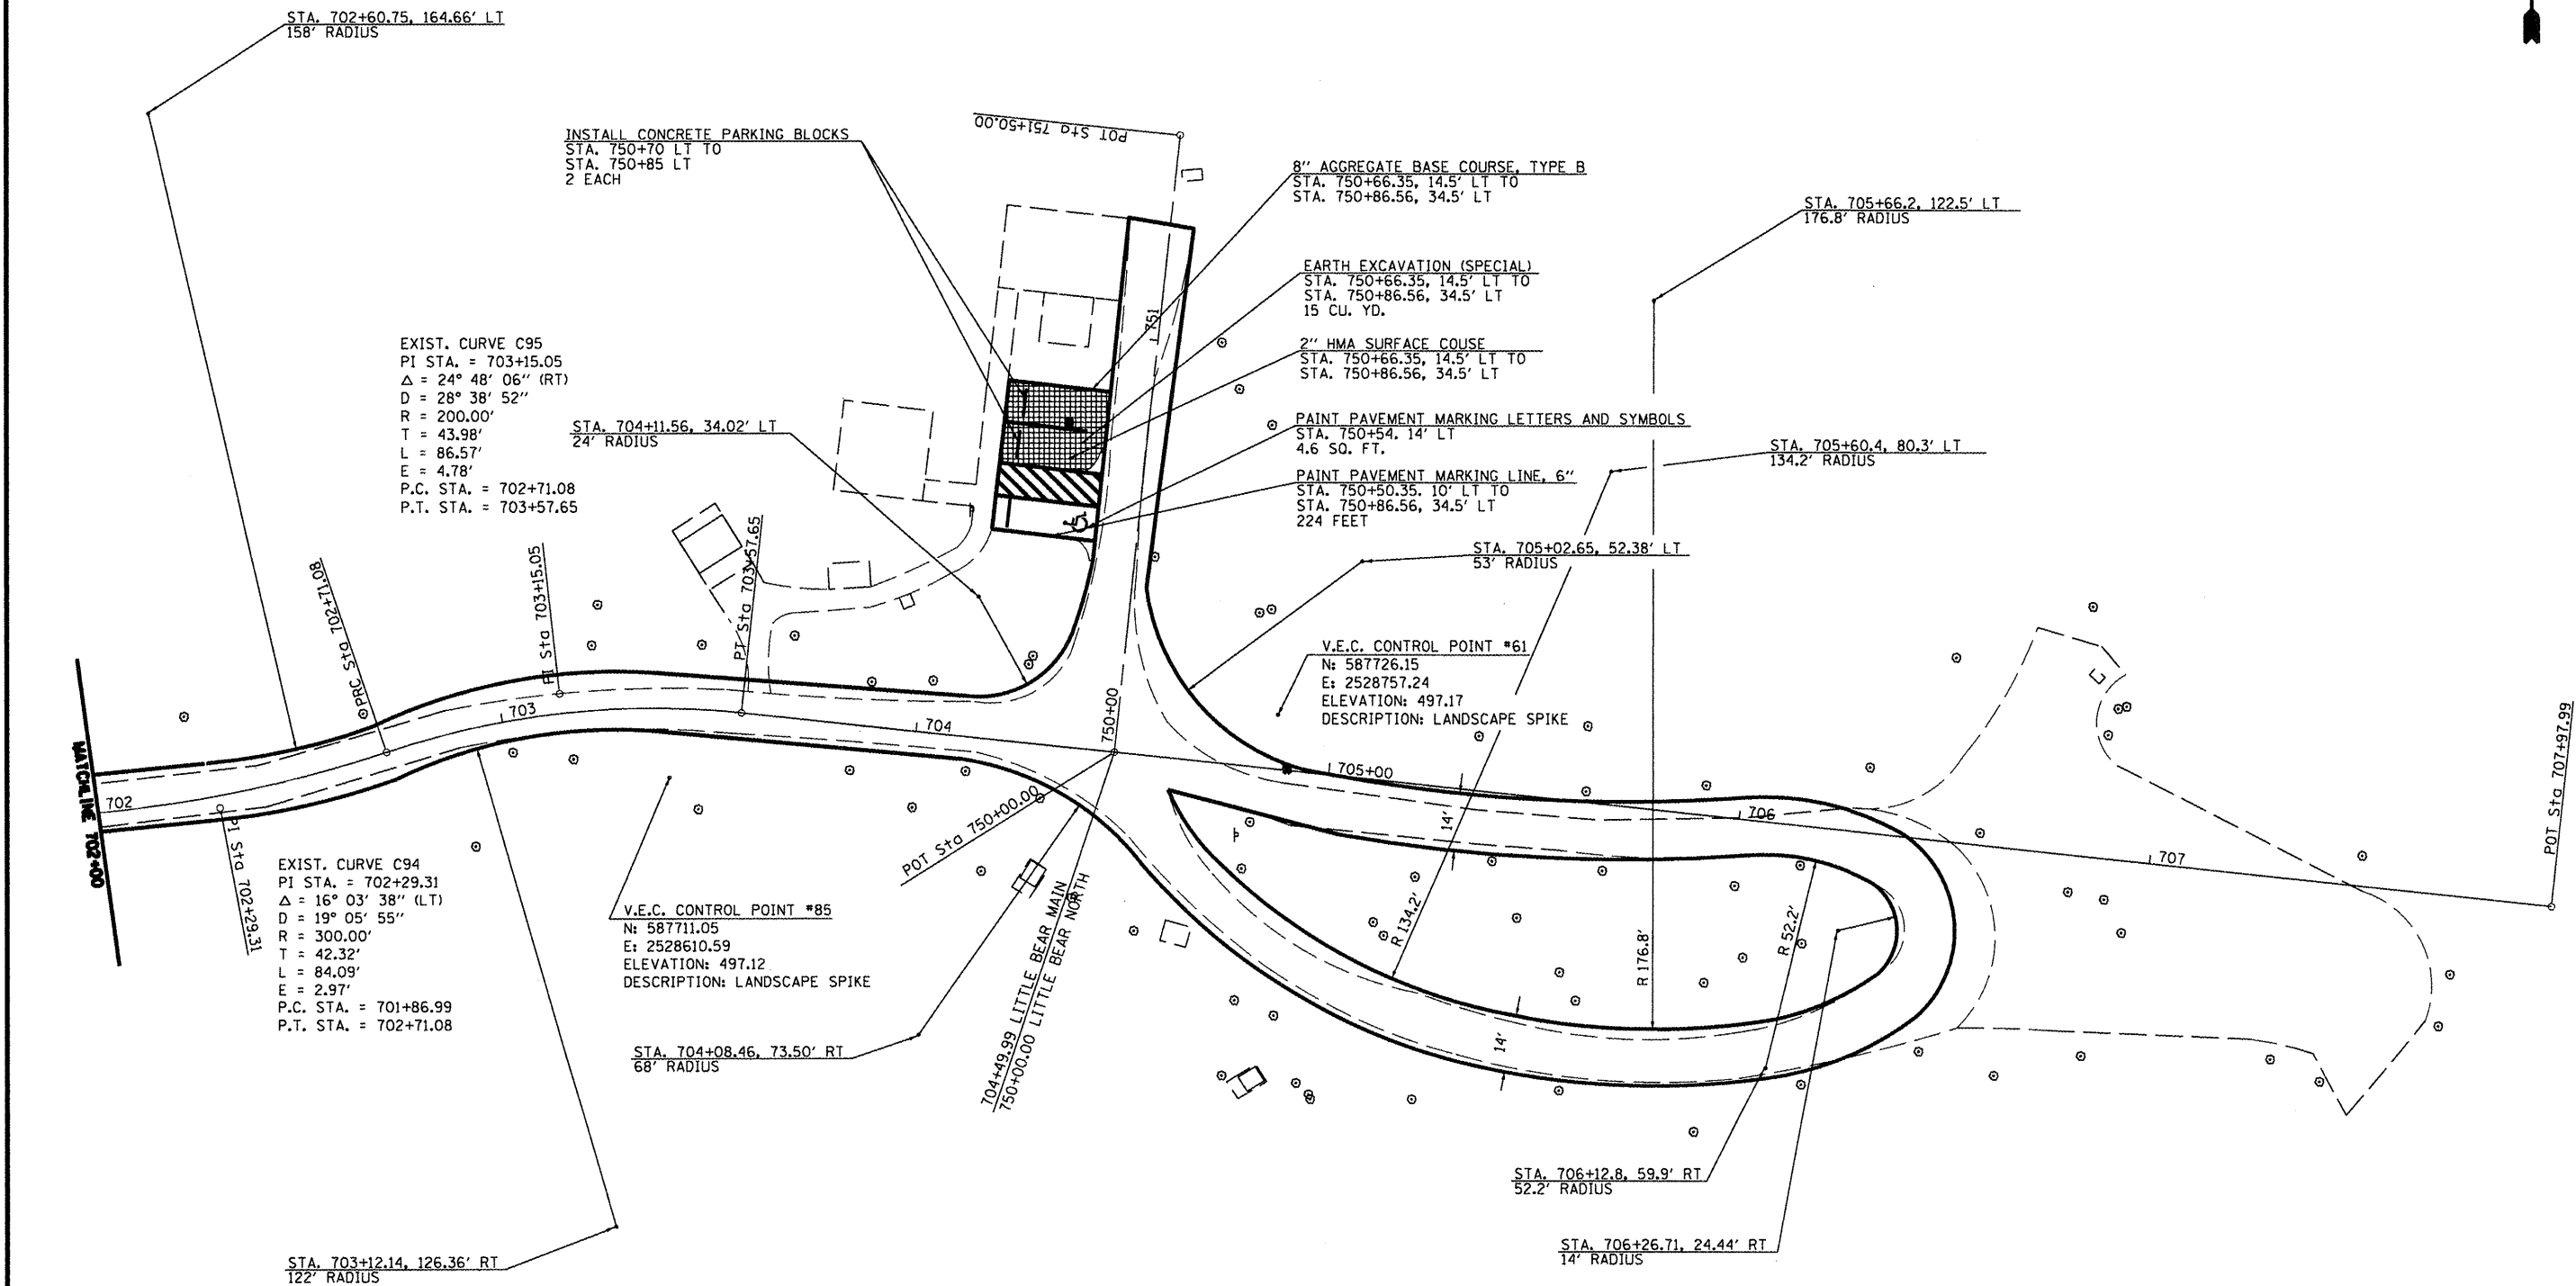 STA. 702+60.75, 164.66' LT
158' RADIUS
POT Sta 751+50.00
INSTALL CONCRETE PARKING BLOCKS
STA. 750+70 LT TO
STA. 750+85 LT
2 EACH
8'' AGGREGATE BASE COURSE, TYPE B
STA. 750+66.35, 14.5' LT TO
STA. 750+86.56, 34.5' LT
STA. 705+66.2, 122.5' LT
176.8' RADIUS
EARTH EXCAVATION (SPECIAL)
STA. 750+66.35, 14.5' LT TO
STA. 750+86.56, 34.5' LT
15 CU. YD.
751
2'' HMA SURFACE COUSE
STA. 750+66.35, 14.5' LT TO
STA. 750+86.56, 34.5' LT
EXIST. CURVE C95
PI STA. = 703+15.05
Δ = 24° 48' 06'' (RT)
D = 28° 38' 52''
R = 200.00'
T = 43.98'
L = 86.57'
E = 4.78'
P.C. STA. = 702+71.08
P.T. STA. = 703+57.65
STA. 704+11.56, 34.02' LT
24' RADIUS
PAINT PAVEMENT MARKING LETTERS AND SYMBOLS
STA. 750+54. 14' LT
4.6 SQ. FT.
STA. 705+60.4, 80.3' LT
134.2' RADIUS
PAINT PAVEMENT MARKING LINE, 6''
STA. 750+50.35. 10' LT TO
STA. 750+86.56, 34.5' LT
224 FEET
STA. 705+02.65, 52.38' LT
53' RADIUS
PRC Sta 702+71.08
PI Sta 703+15.05
PT Sta 703+57.65
V.E.C. CONTROL POINT #61
N: 587726.15
E: 2528757.24
ELEVATION: 497.17
DESCRIPTION: LANDSCAPE SPIKE
703
704
750+00
705+00
706
707
POT Sta 707+97.99
MATCHLINE 702+00
702
PI Sta 702+29.31
POT Sta 750+00.00
14'
EXIST. CURVE C94
PI STA. = 702+29.31
Δ = 16° 03' 38'' (LT)
D = 19° 05' 55''
R = 300.00'
T = 42.32'
L = 84.09'
E = 2.97'
P.C. STA. = 701+86.99
P.T. STA. = 702+71.08
V.E.C. CONTROL POINT #85
N: 587711.05
E: 2528610.59
ELEVATION: 497.12
DESCRIPTION: LANDSCAPE SPIKE
704+49.99 LITTLE BEAR MAIN
750+00.00 LITTLE BEAR NORTH
R 134.2'
R 176.8'
R 52.2'
14'
STA. 704+08.46, 73.50' RT
68' RADIUS
STA. 706+12.8, 59.9' RT
52.2' RADIUS
STA. 706+26.71, 24.44' RT
14' RADIUS
STA. 703+12.14, 126.36' RT
122' RADIUS